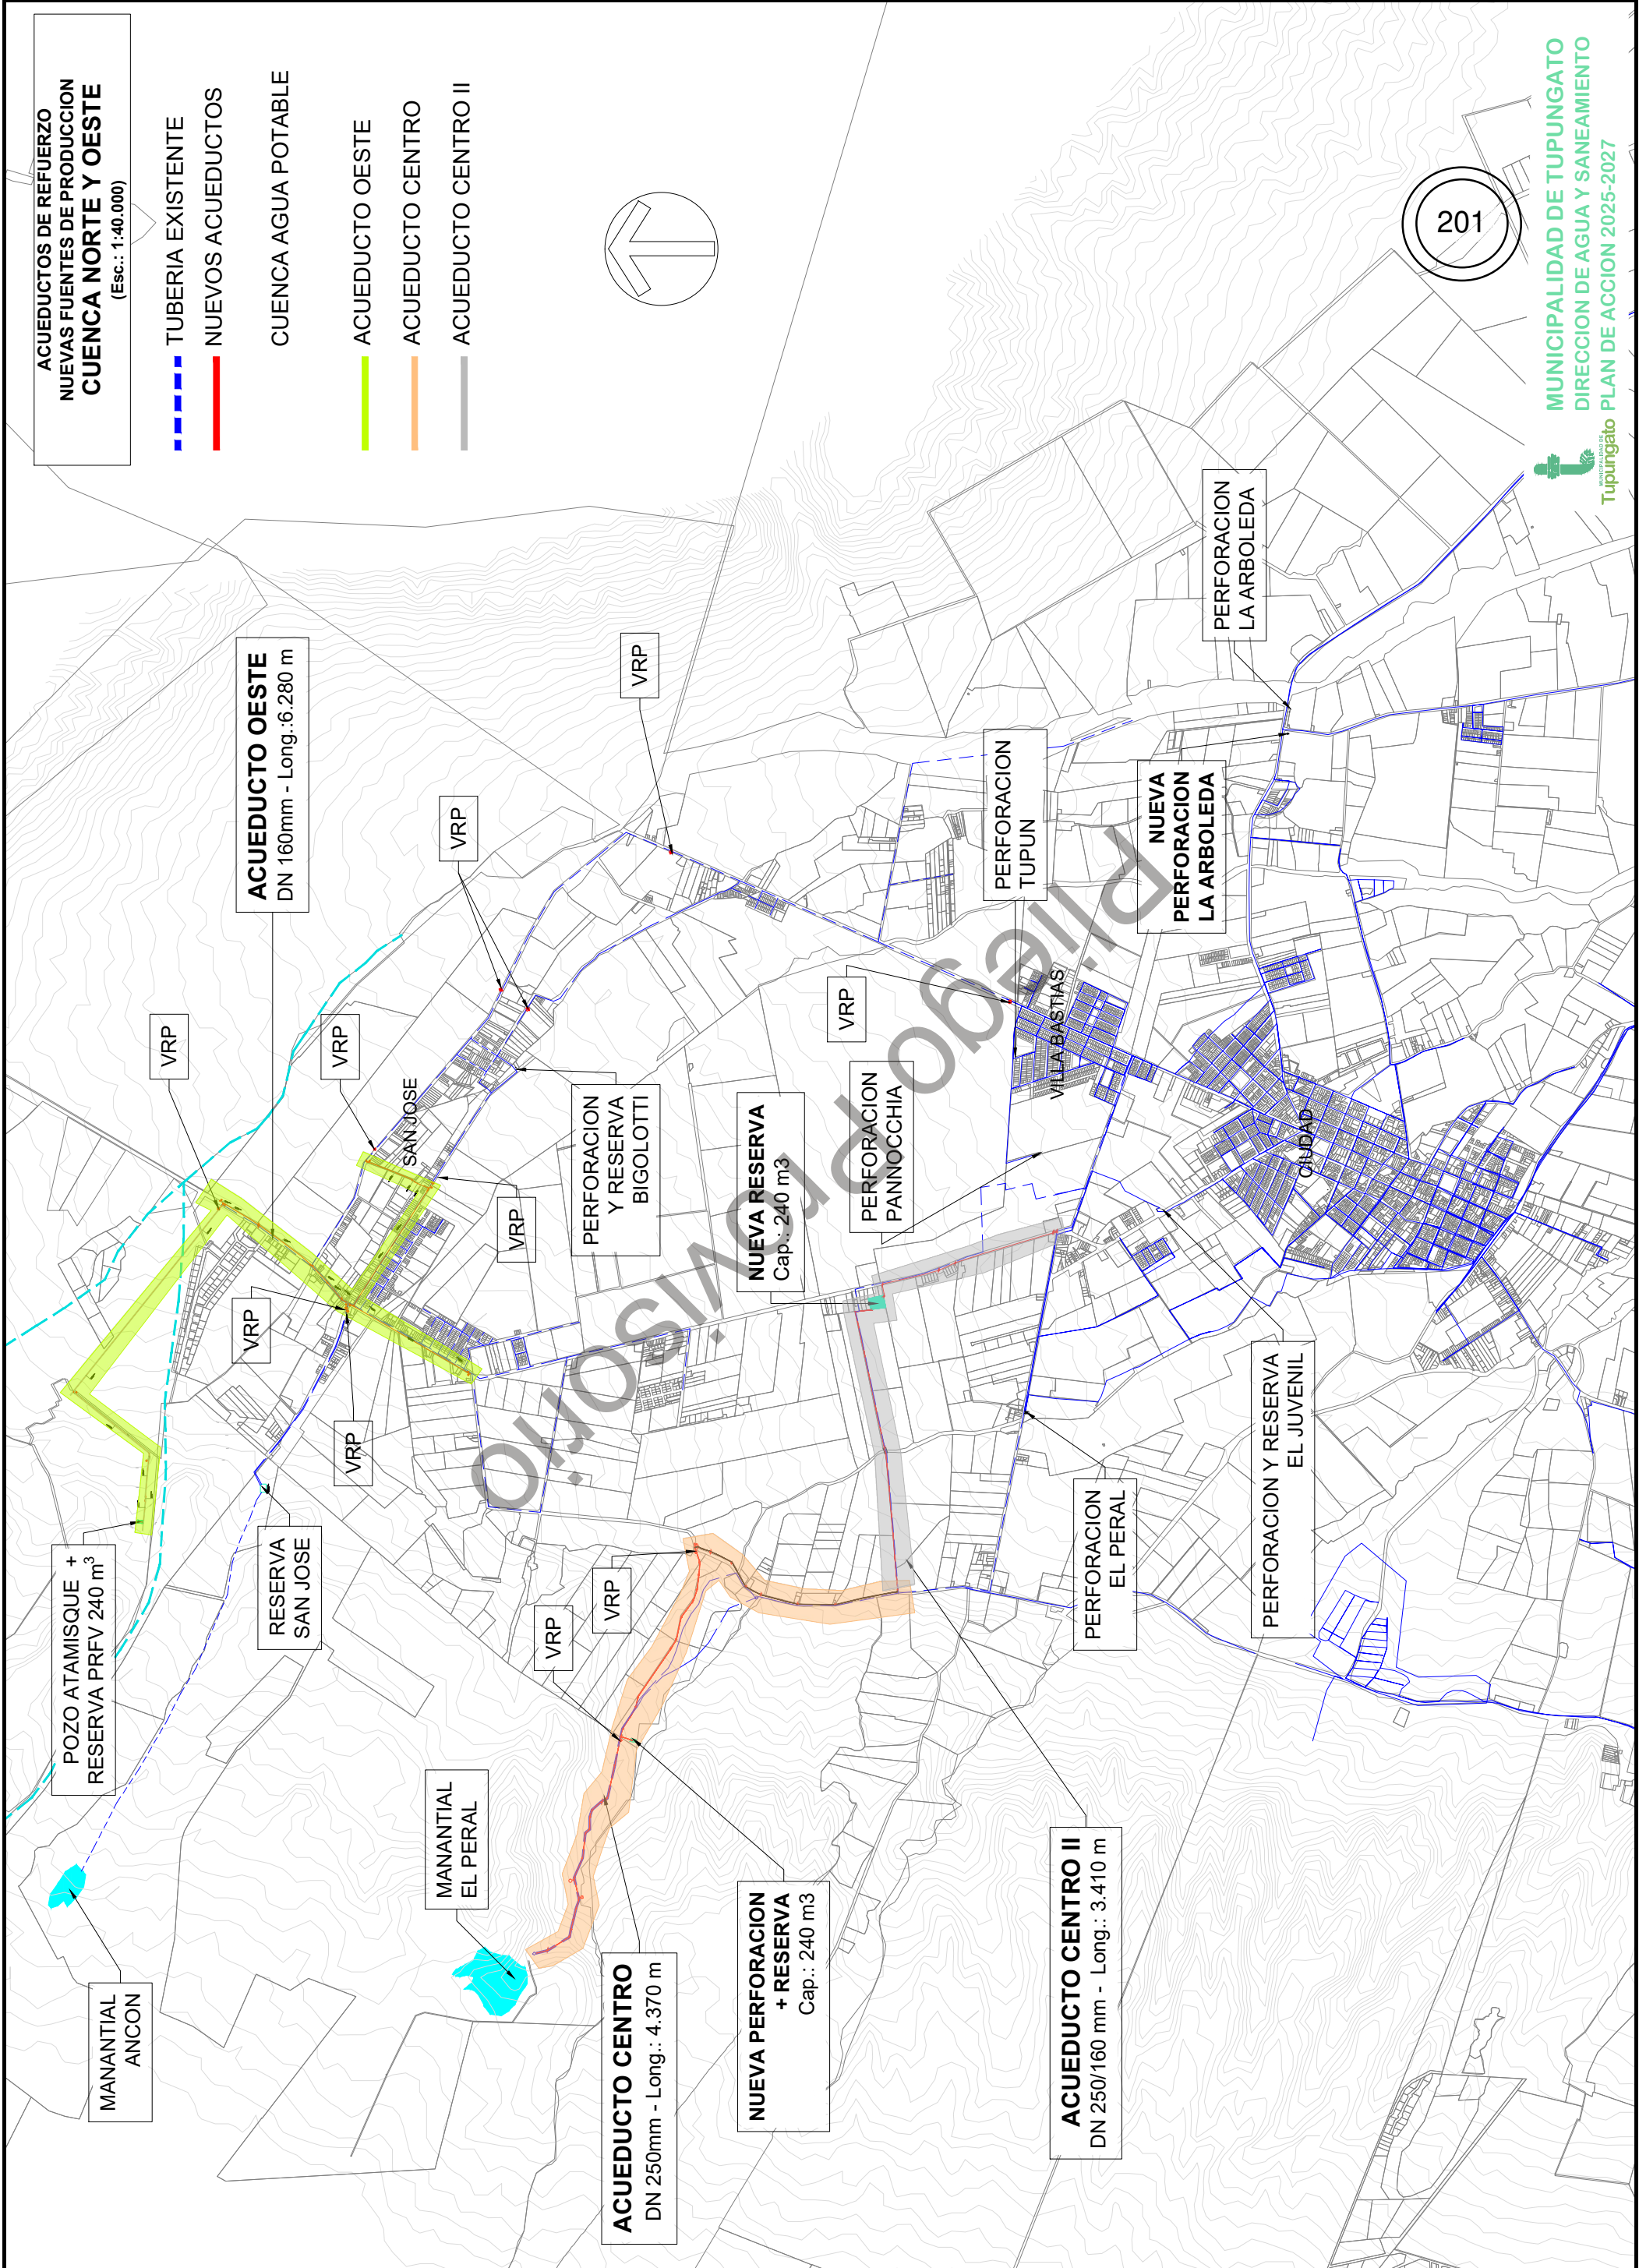 ACUEDUCTOS DE REFUERZO
NUEVAS FUENTES DE PRODUCCION
CUENCA NORTE Y OESTE
(Esc.: 1:40.000)
TUBERIA EXISTENTE
NUEVOS ACUEDUCTOS
CUENCA AGUA POTABLE
ACUEDUCTO OESTE
ACUEDUCTO CENTRO
ACUEDUCTO CENTRO II
MANANTIAL
ANCON
POZO ATAMISQUE +
RESERVA PRFV 240 m³
VRP
ACUEDUCTO OESTE
DN 160mm - Long.:6.280 m
RESERVA
SAN JOSE
VRP
VRP
VRP
SAN JOSE
VRP
VRP
VRP
MANANTIAL
EL PERAL
VRP
VRP
PERFORACION
Y RESERVA
BIGOLOTTI
ACUEDUCTO CENTRO
DN 250mm - Long.: 4.370 m
NUEVA PERFORACION
+ RESERVA
Cap.: 240 m3
NUEVA RESERVA
Cap.: 240 m3
PERFORACION
PANNOCCHIA
VRP
PERFORACION
TUPUN
VILLA BASTIAS
ACUEDUCTO CENTRO II
DN 250/160 mm - Long.: 3.410 m
PERFORACION
EL PERAL
NUEVA
PERFORACION
LA ARBOLEDA
PERFORACION
LA ARBOLEDA
PERFORACION Y RESERVA
EL JUVENIL
CIUDAD
Pliego Provisorio
201
MUNICIPALIDAD DE
Tupungato
MUNICIPALIDAD DE TUPUNGATO
DIRECCION DE AGUA Y SANEAMIENTO
PLAN DE ACCION 2025-2027